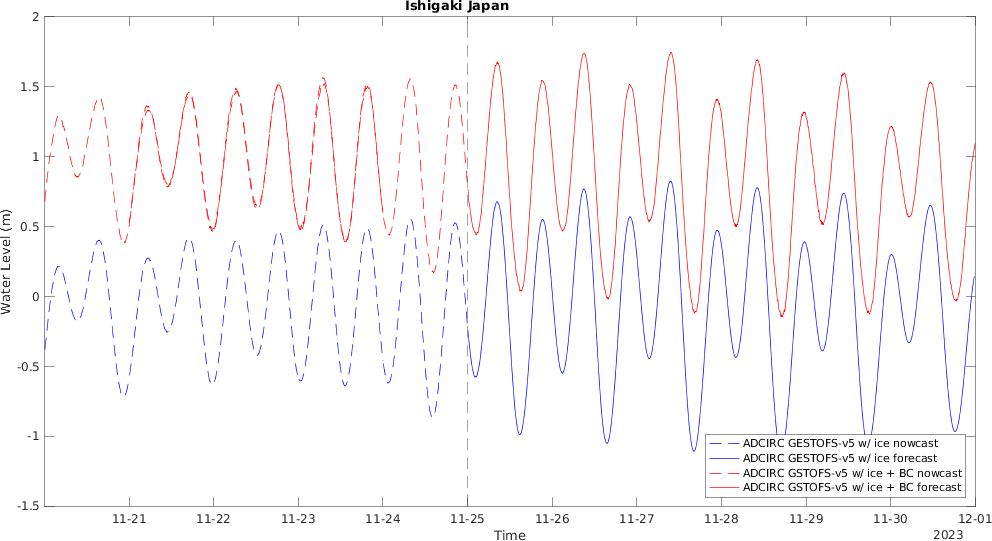 Ishigaki Japan
Water Level (m)
2
1.5
1
0.5
0
-0.5
-1
-1.5
11-21 11-22 11-23 11-24 11-25 11-26 11-27 11-28 11-29 11-30 12-01
Time
2023
ADCIRC GESTOFS-v5 w/ ice nowcast
ADCIRC GESTOFS-v5 w/ ice forecast
ADCIRC GSTOFS-v5 w/ ice + BC nowcast
ADCIRC GSTOFS-v5 w/ ice + BC forecast